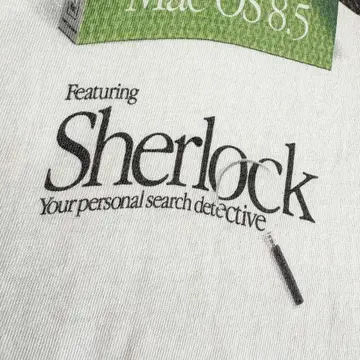 Mac OS 8.5
Featuring
Sherlock
Your personal search detective